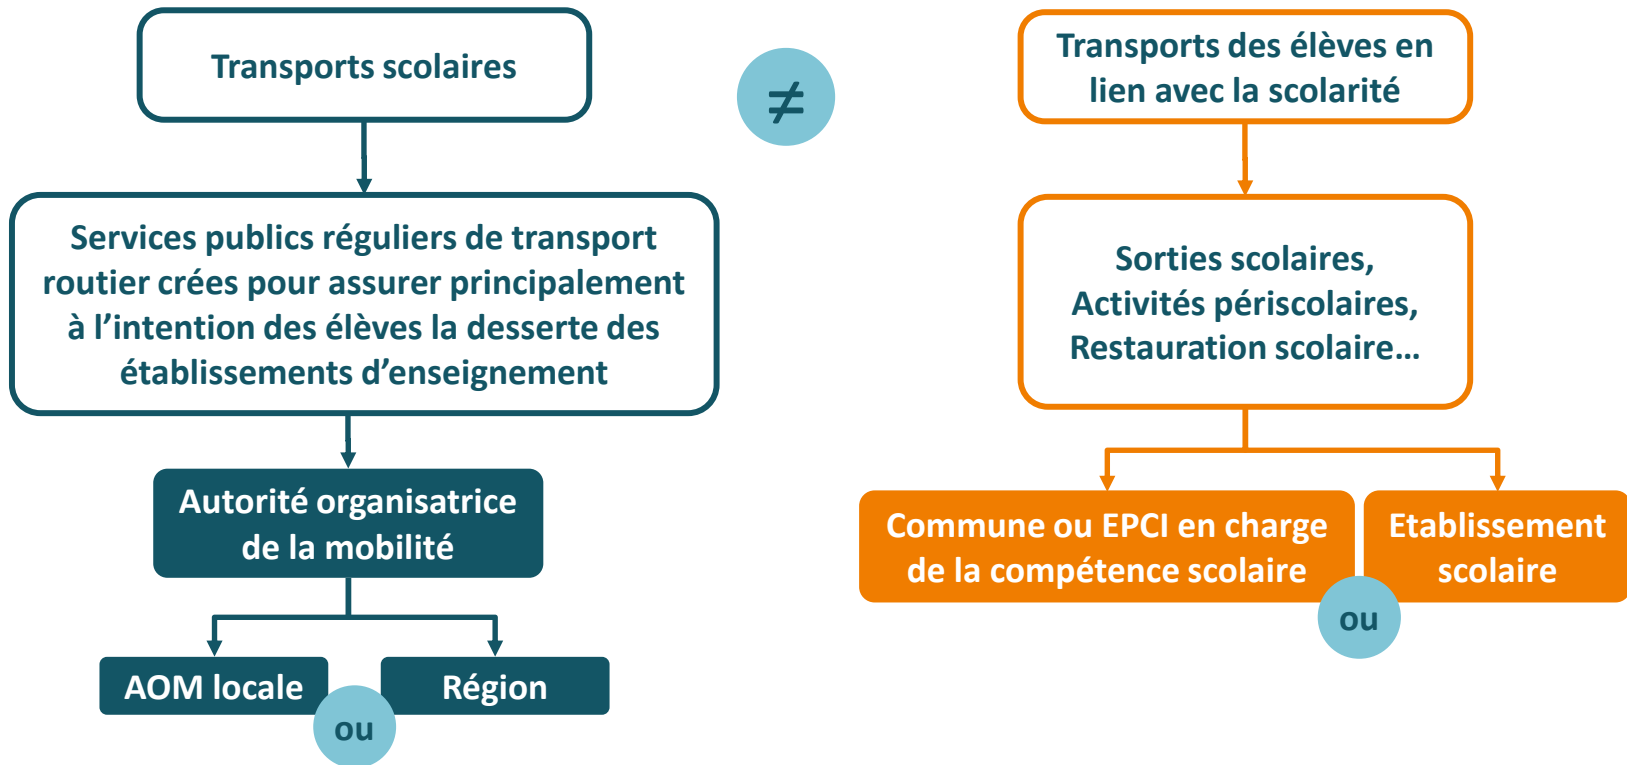 Transports scolaires
≠
Transports des élèves en
lien avec la scolarité
Services publics réguliers de transport
routier crées pour assurer principalement
à l’intention des élèves la desserte des
établissements d’enseignement
Sorties scolaires,
Activités périscolaires,
Restauration scolaire…
Autorité organisatrice
de la mobilité
Commune ou EPCI en charge
de la compétence scolaire
ou
Etablissement
scolaire
AOM locale
ou
Région